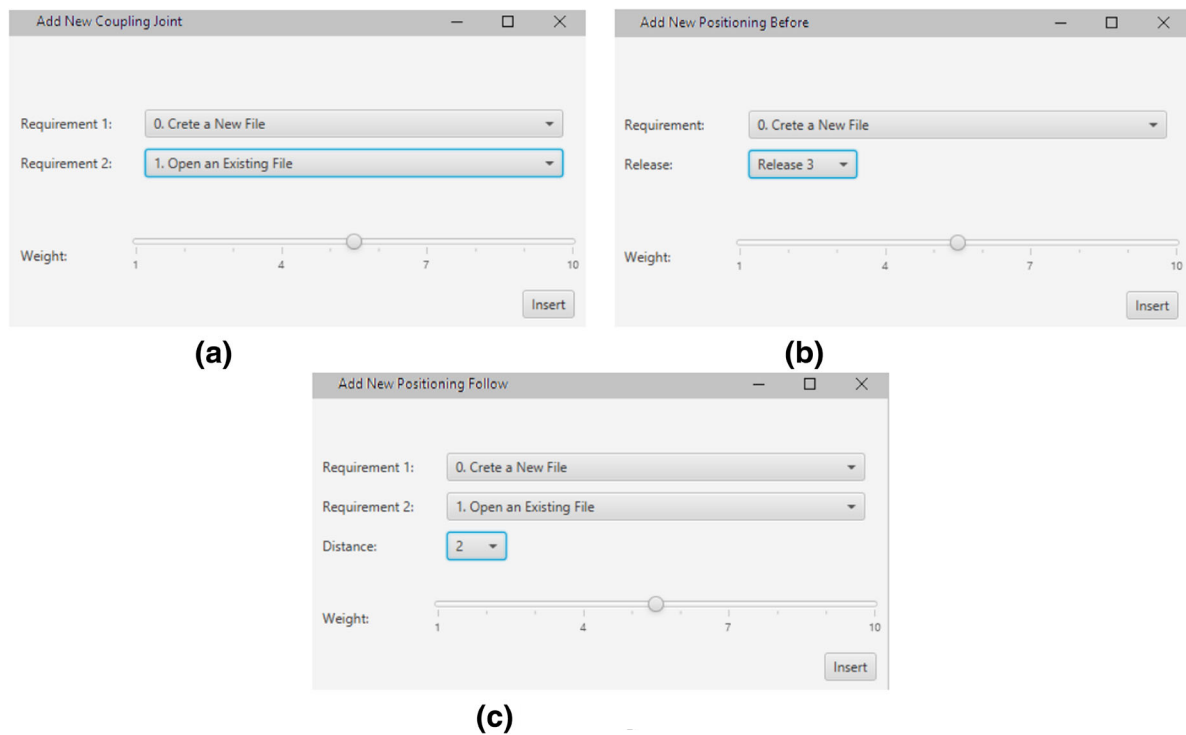 Add New Coupling Joint
Requirement 1: 0. Crete a New File
Requirement 2: 1. Open an Existing File
Weight:
1 4 7 10
Insert
(a)
Add New Positioning Before
Requirement: 0. Crete a New File
Release: Release 3
Weight:
1 4 7 10
Insert
(b)
Add New Positioning Follow
Requirement 1: 0. Crete a New File
Requirement 2: 1. Open an Existing File
Distance: 2
Weight:
1 4 7 10
Insert
(c)